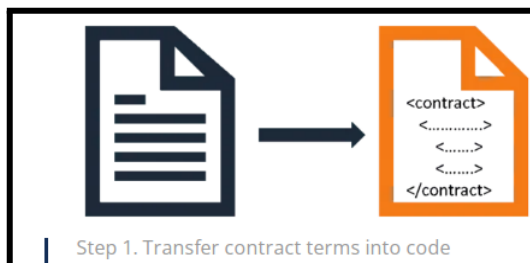 <contract>
<............>
<.......>
<.......>
</contract>
Step 1. Transfer contract terms into code